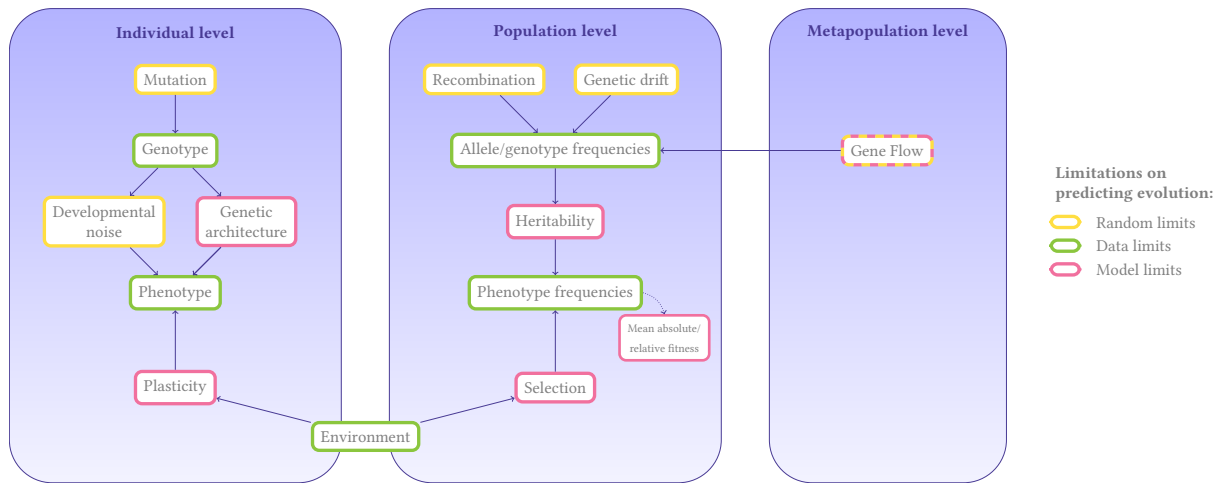 Individual level
Mutation
Genotype
Developmental
noise
Genetic
architecture
Phenotype
Plasticity
Environment
Population level
Recombination
Genetic drift
Allele/genotype frequencies
Heritability
Phenotype frequencies
Mean absolute/
relative fitness
Selection
Metapopulation level
Gene Flow
Limitations on
predicting evolution:
Random limits
Data limits
Model limits